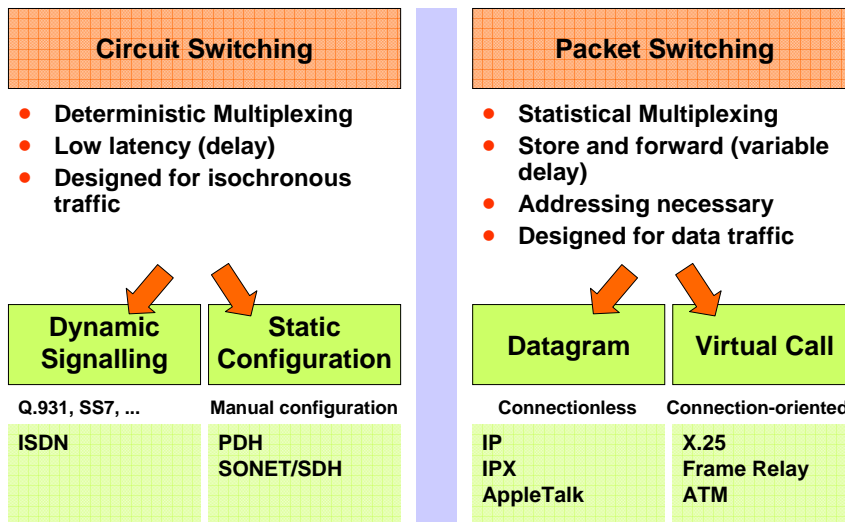 Circuit Switching
Deterministic Multiplexing
Low latency (delay)
Designed for isochronous
traffic
Dynamic
Signalling
Static
Configuration
Q.931, SS7, ...
Manual configuration
ISDN
PDH
SONET/SDH
Packet Switching
Statistical Multiplexing
Store and forward (variable
delay)
Addressing necessary
Designed for data traffic
Datagram
Virtual Call
Connectionless
Connection-oriented
IP
IPX
AppleTalk
X.25
Frame Relay
ATM